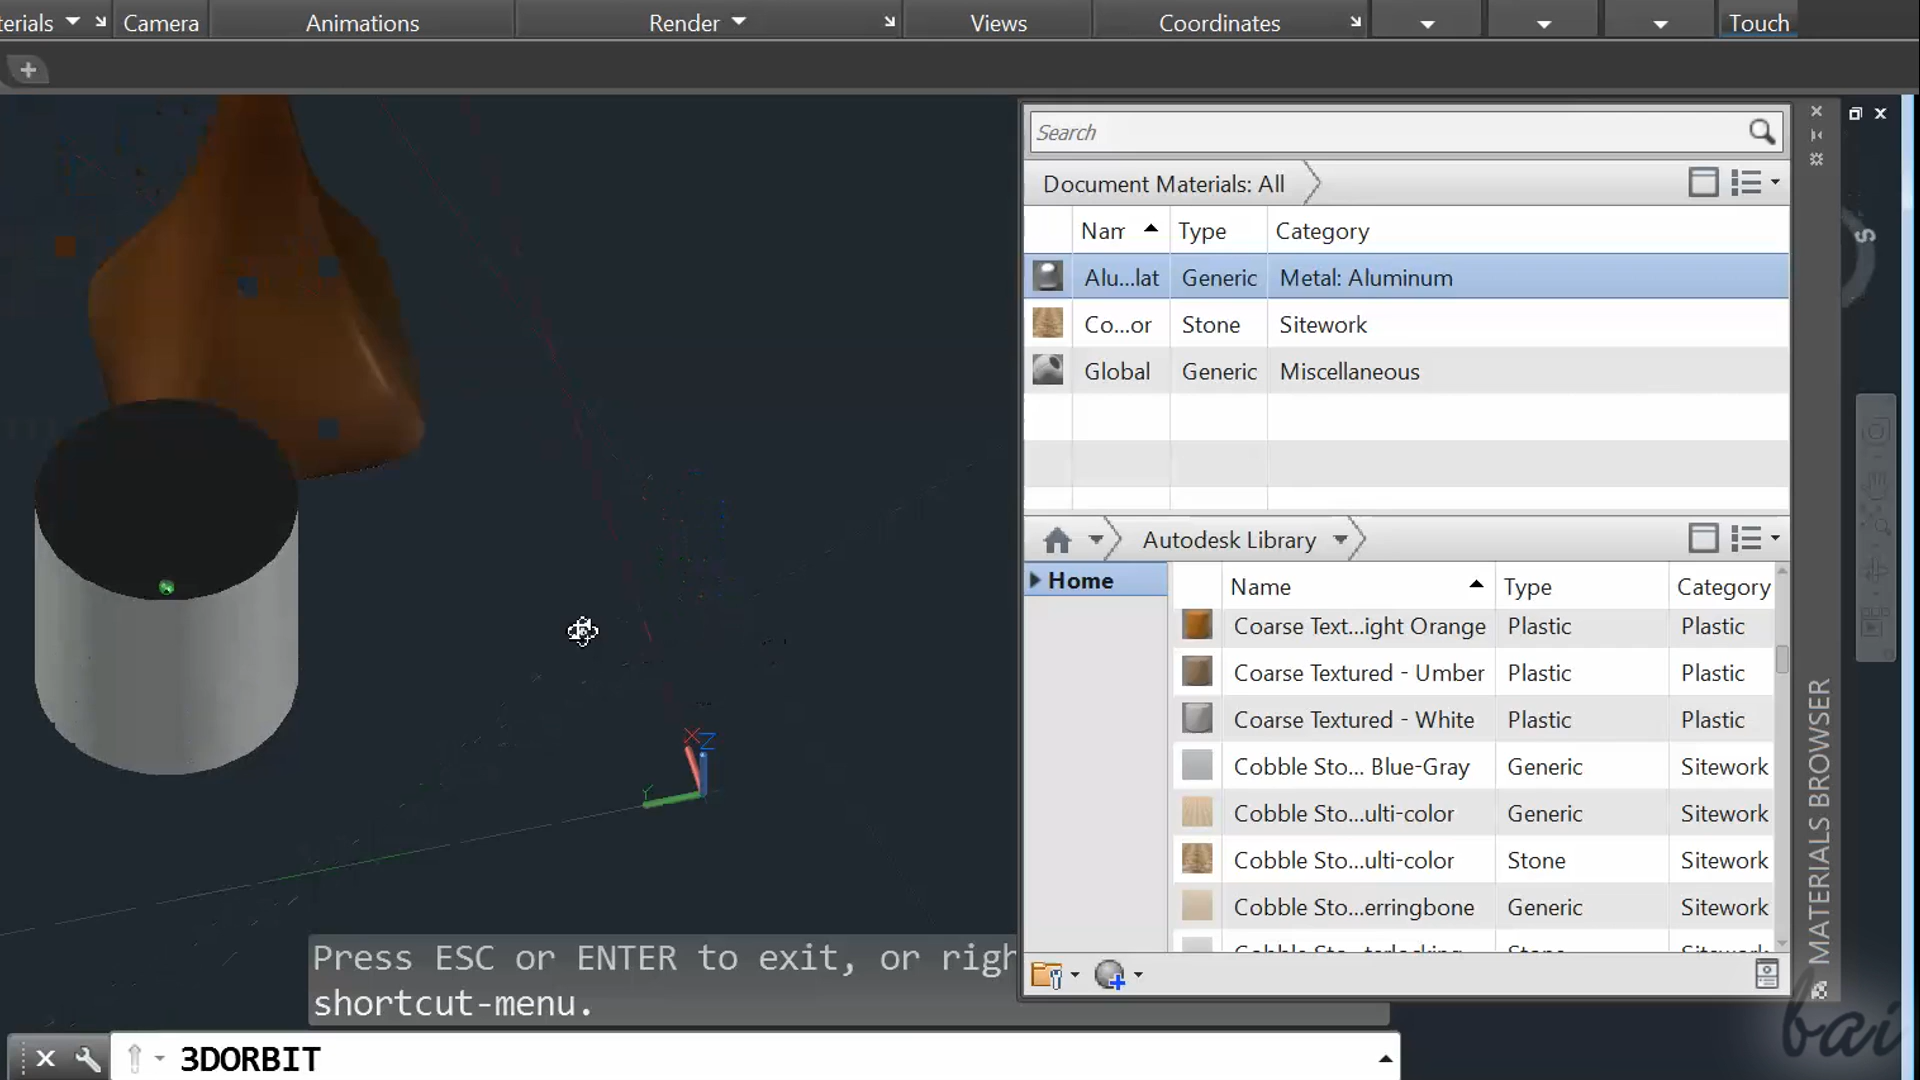 terials
Camera
Animations
Render
Views
Coordinates
Touch
Search
Document Materials: All
Nam Type Category
Alu...lat Generic Metal: Aluminum
Co...or Stone Sitework
Global Generic Miscellaneous
Autodesk Library
Home
Name Type Category
Coarse Text...ight Orange Plastic Plastic
Coarse Textured - Umber Plastic Plastic
Coarse Textured - White Plastic Plastic
Cobble Sto... Blue-Gray Generic Sitework
Cobble Sto...ulti-color Generic Sitework
Cobble Sto...ulti-color Stone Sitework
Cobble Sto...erringbone Generic Sitework
MATERIALS BROWSER
S
X
Z
Y
Press ESC or ENTER to exit, or righ
shortcut-menu.
3DORBIT
bai